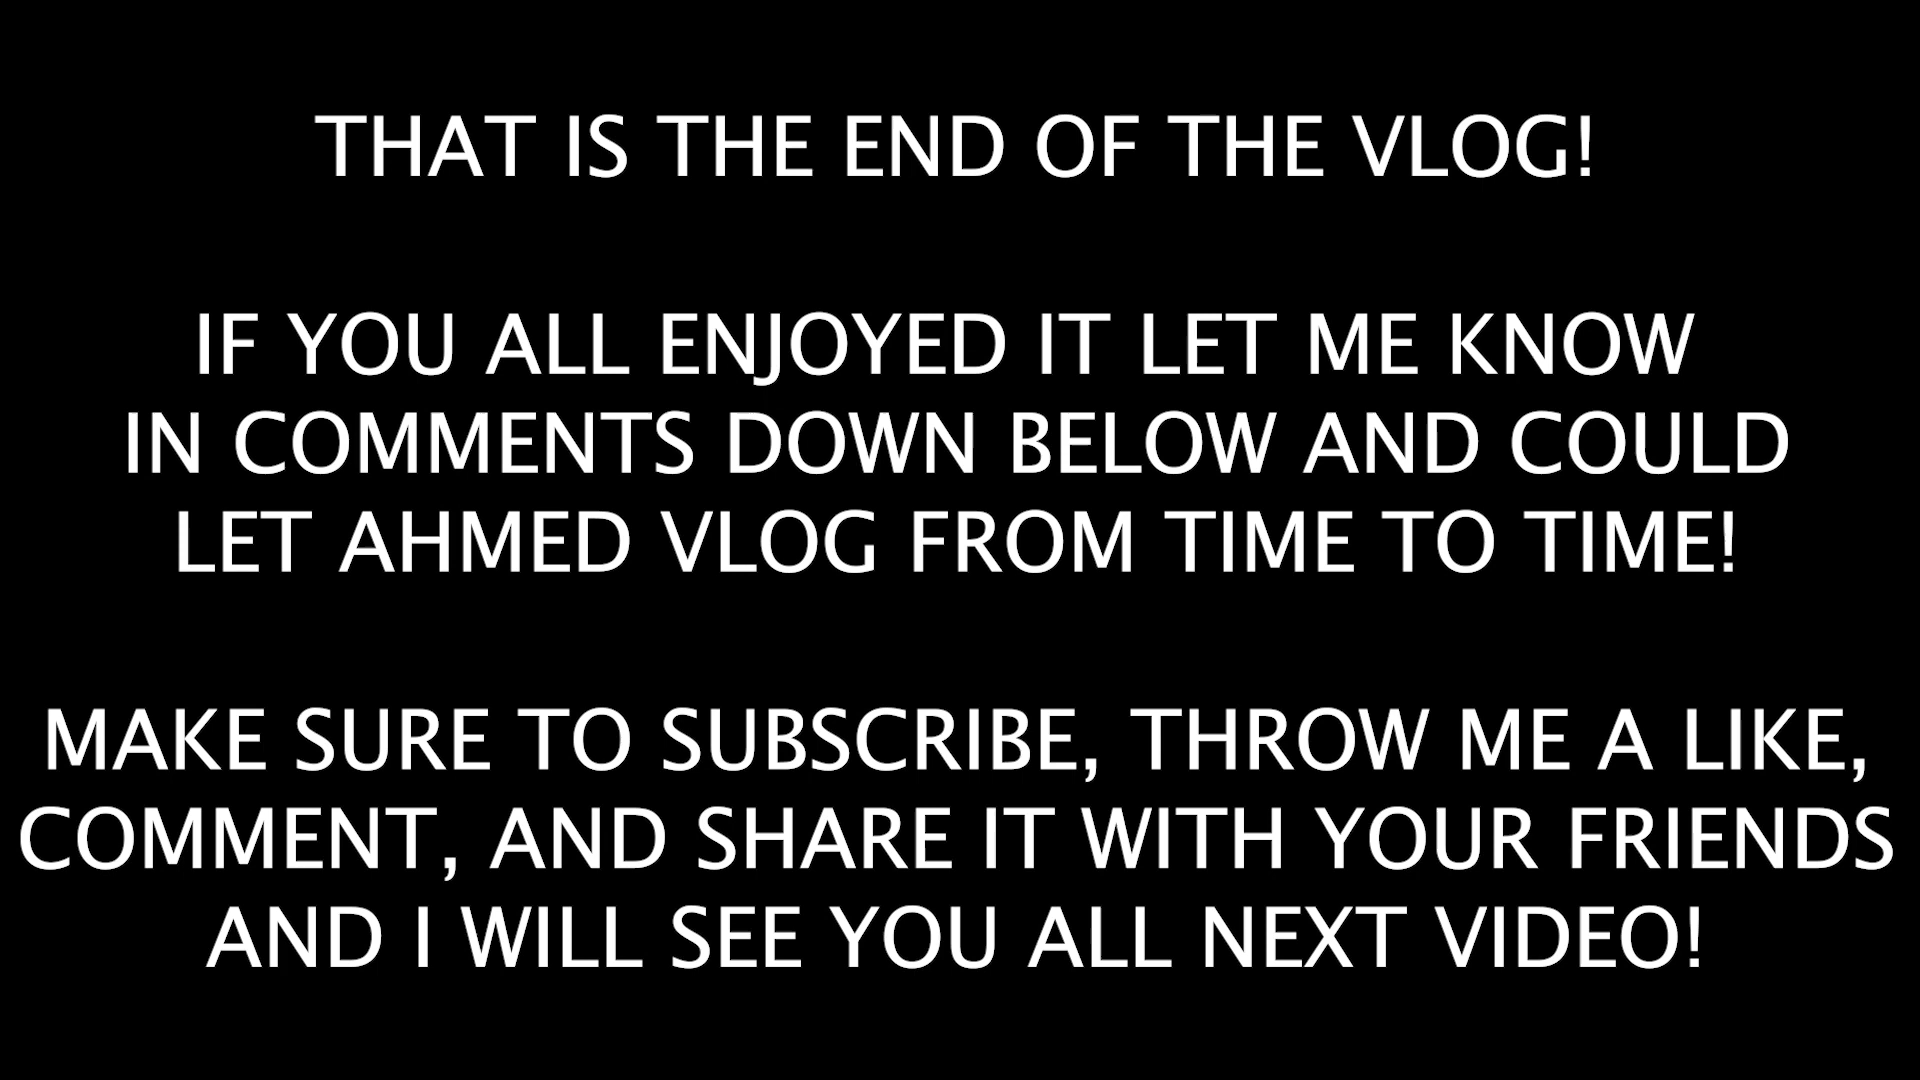 THAT IS THE END OF THE VLOG!
IF YOU ALL ENJOYED IT LET ME KNOW
IN COMMENTS DOWN BELOW AND COULD
LET AHMED VLOG FROM TIME TO TIME!
MAKE SURE TO SUBSCRIBE, THROW ME A LIKE,
COMMENT, AND SHARE IT WITH YOUR FRIENDS
AND I WILL SEE YOU ALL NEXT VIDEO!